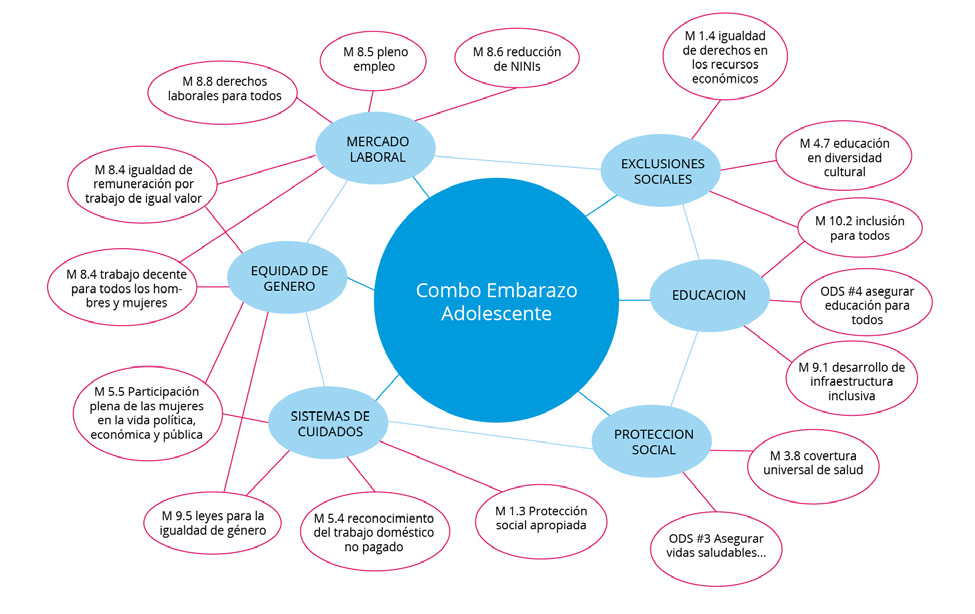 M 8.5 pleno
empleo
M 8.6 reducción
de NINIs
M 1.4 igualdad
de derechos en
los recursos
económicos
M 8.8 derechos
laborales para todos
MERCADO
LABORAL
EXCLUSIONES
SOCIALES
M 4.7 educación
en diversidad
cultural
M 8.4 igualdad de
remuneración por
trabajo de igual valor
M 10.2 inclusión
para todos
M 8.4 trabajo decente
para todos los hom-
bres y mujeres
EQUIDAD DE
GENERO
Combo Embarazo
Adolescente
EDUCACION
ODS #4 asegurar
educación para
todos
M 9.1 desarrollo de
infraestructura
inclusiva
M 5.5 Participación
plena de las mujeres
en la vida política,
económica y pública
SISTEMAS DE
CUIDADOS
PROTECCION
SOCIAL
M 3.8 covertura
universal de salud
M 9.5 leyes para la
igualdad de género
M 5.4 reconocimiento
del trabajo doméstico
no pagado
M 1.3 Protección
social apropiada
ODS #3 Asegurar
vidas saludables...